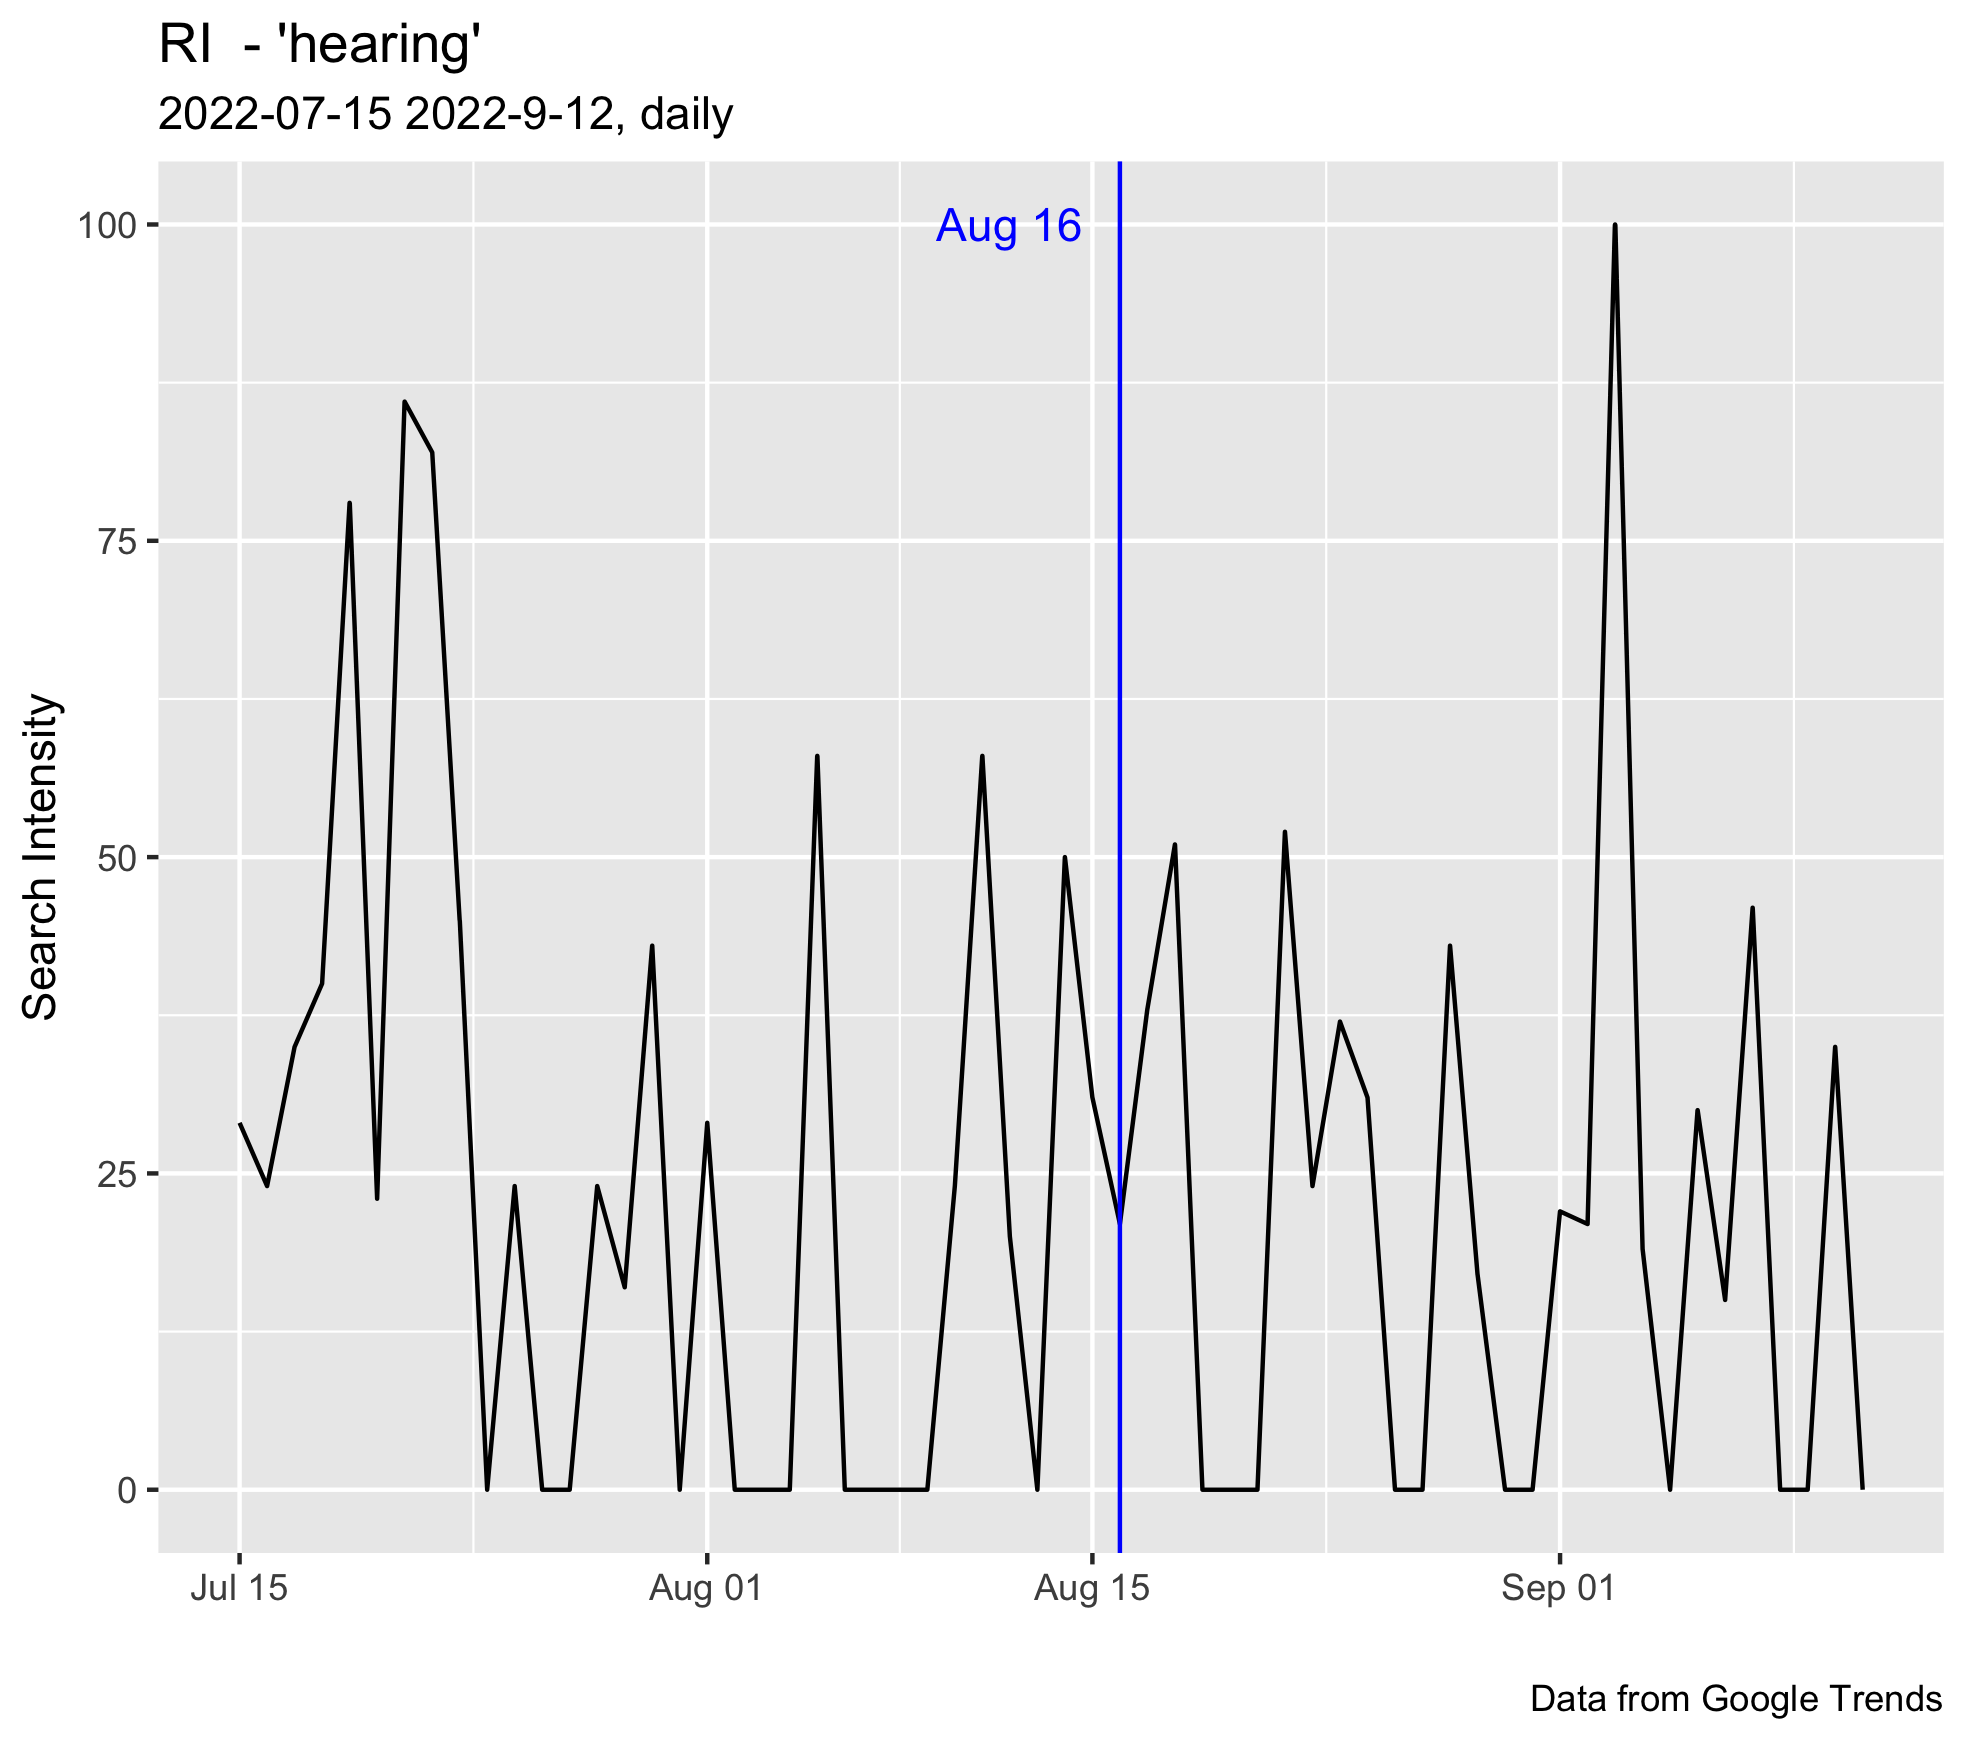 RI  - 'hearing'
2022-07-15 2022-9-12, daily
Search Intensity
100
75
50
25
0
Aug 16
Jul 15
Aug 01
Aug 15
Sep 01
Data from Google Trends